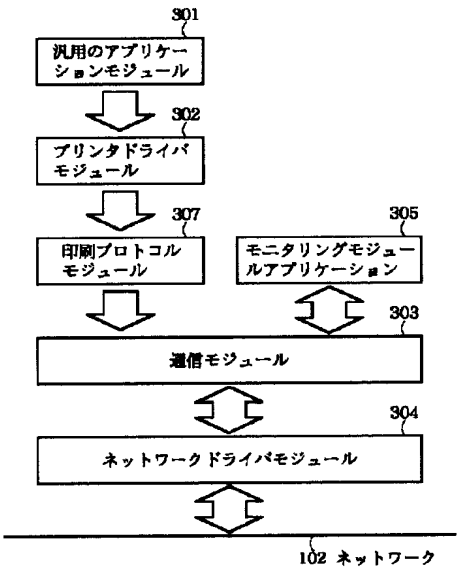 301
汎用のアプリケー
ションモジュール
302
プリンタドライバ
モジュール
307
印刷プロトコル
モジュール
305
モニタリングモジュー
ルアプリケーション
303
通信モジュール
304
ネットワークドライバモジュール
102 ネットワーク